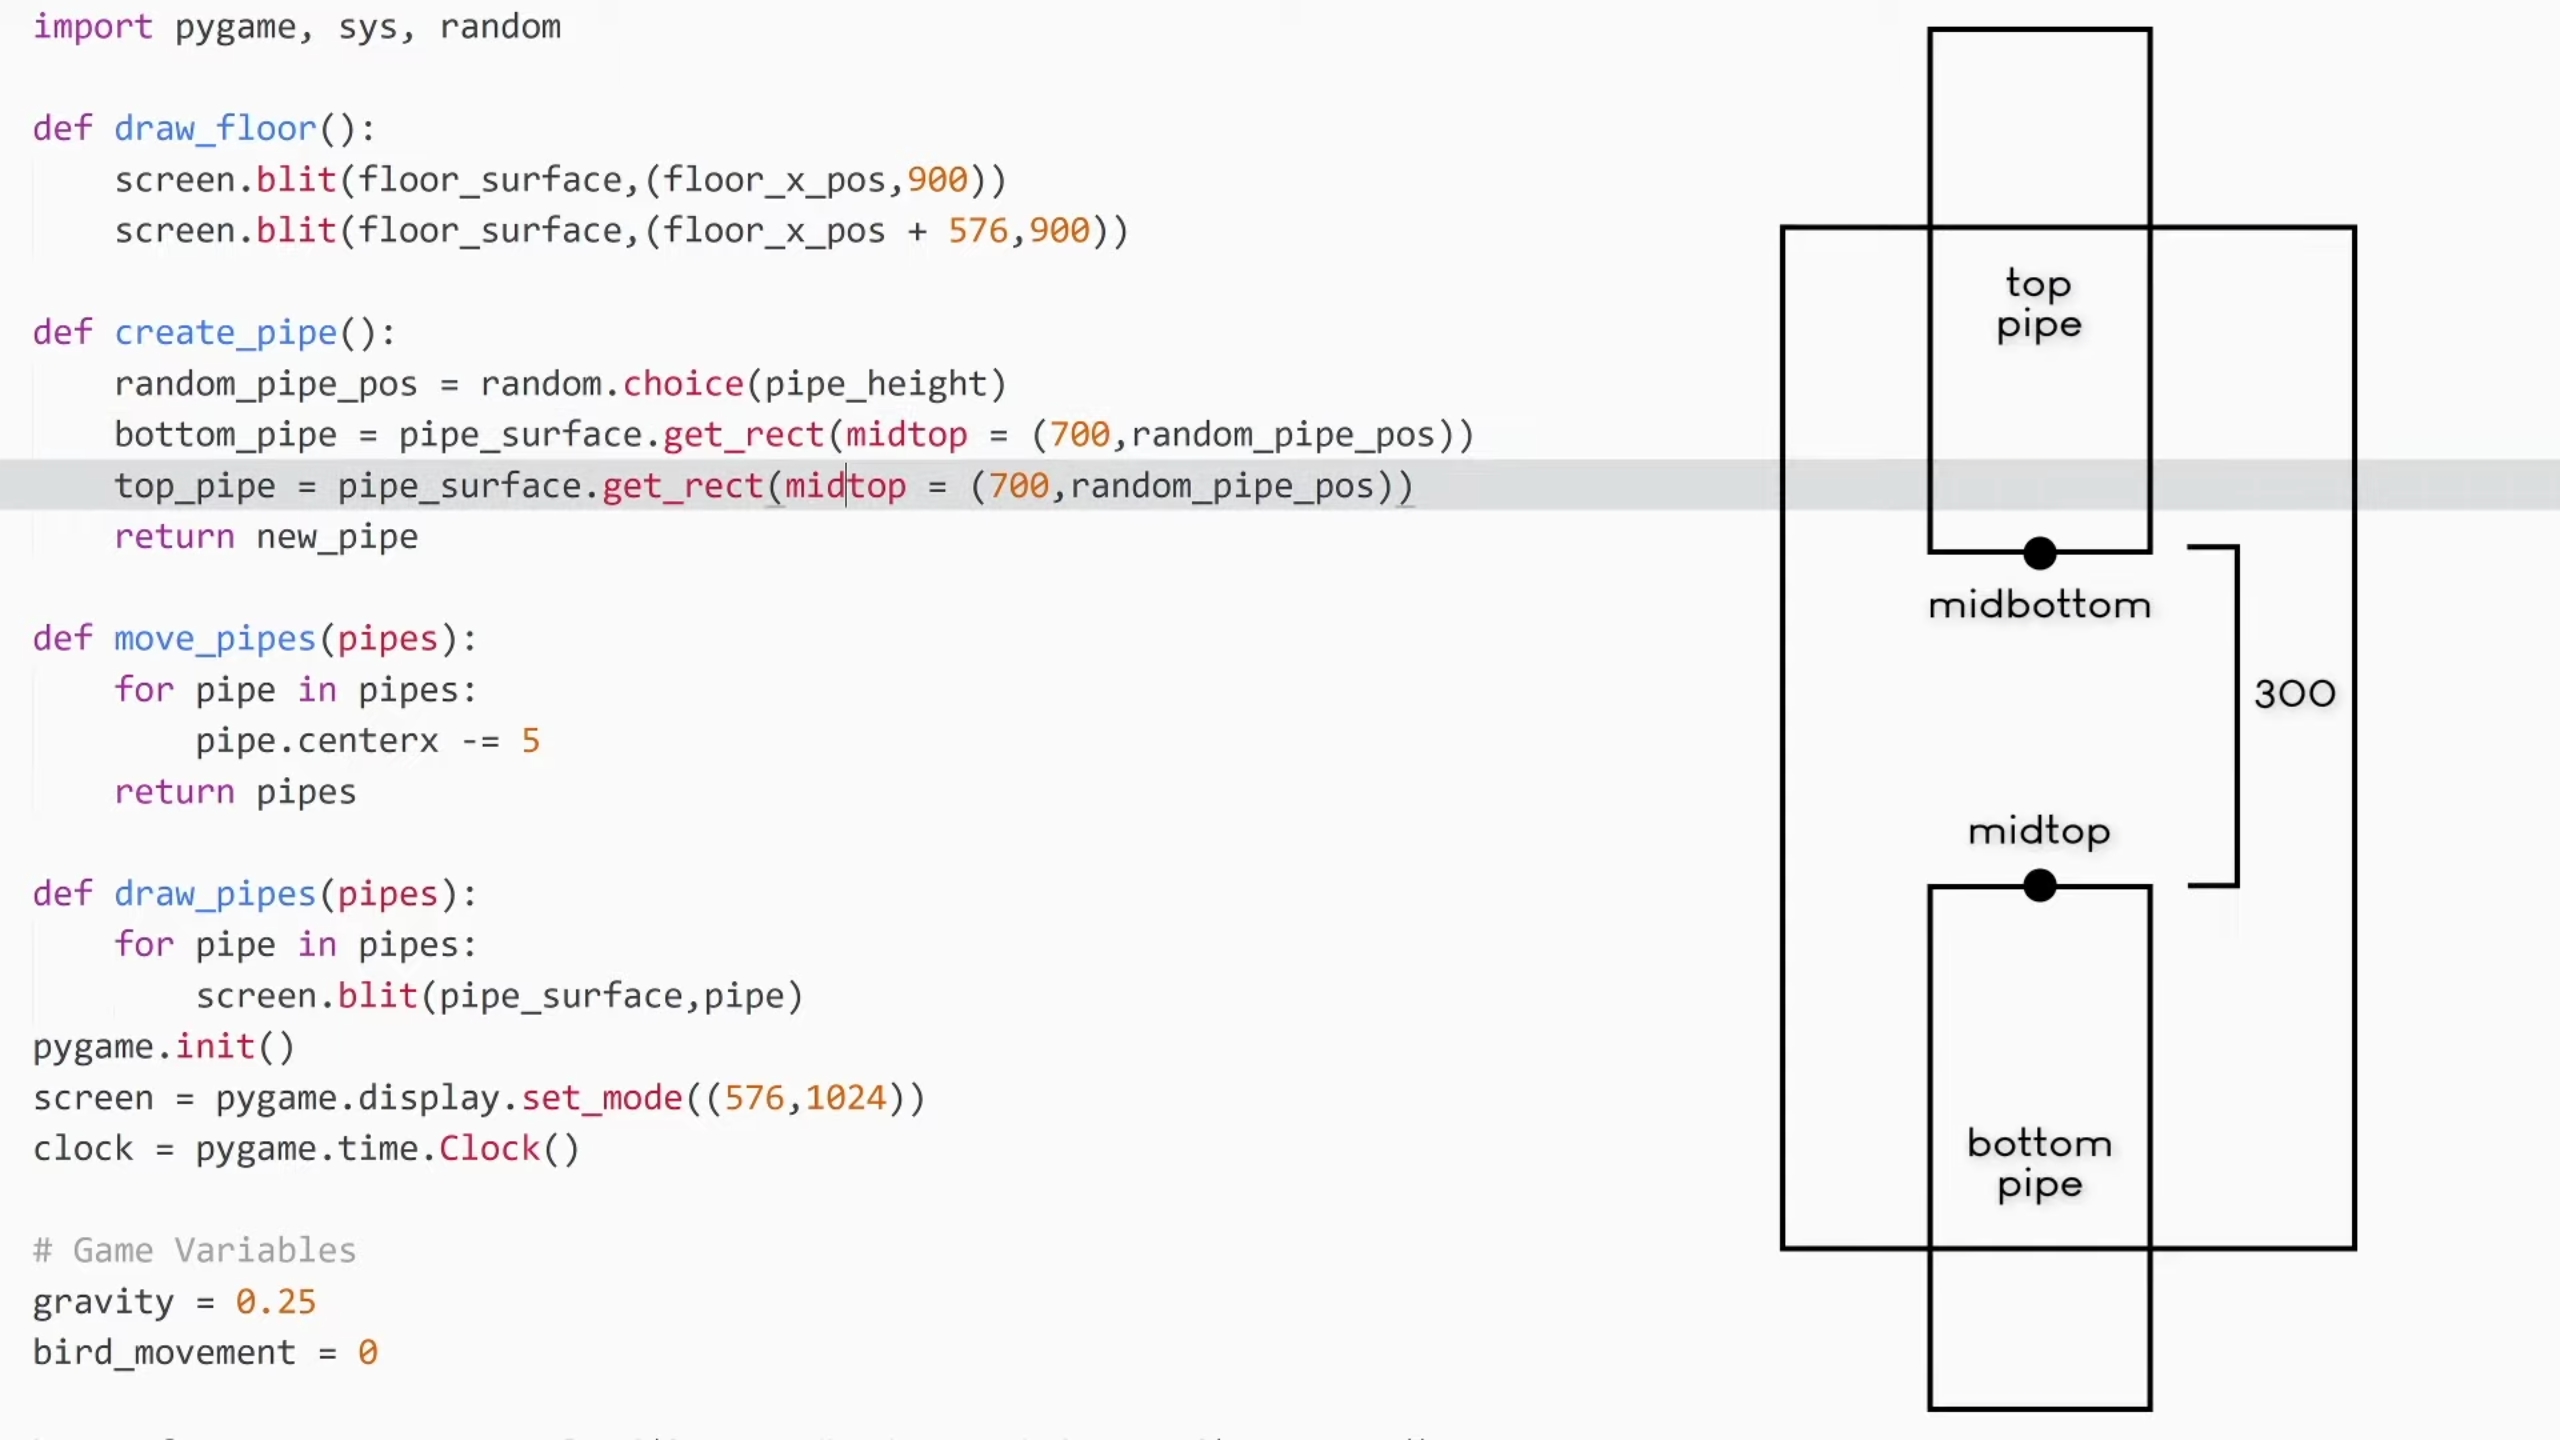 import pygame, sys, random
def draw_floor():
    screen.blit(floor_surface,(floor_x_pos,900))
    screen.blit(floor_surface,(floor_x_pos + 576,900))
def create_pipe():
    random_pipe_pos = random.choice(pipe_height)
    bottom_pipe = pipe_surface.get_rect(midtop = (700,random_pipe_pos))
    top_pipe = pipe_surface.get_rect(midtop = (700,random_pipe_pos))
    return new_pipe
def move_pipes(pipes):
    for pipe in pipes:
        pipe.centerx -= 5
    return pipes
def draw_pipes(pipes):
    for pipe in pipes:
        screen.blit(pipe_surface,pipe)
pygame.init()
screen = pygame.display.set_mode((576,1024))
clock = pygame.time.Clock()
# Game Variables
gravity = 0.25
bird_movement = 0
top
pipe
midbottom
300
midtop
bottom
pipe